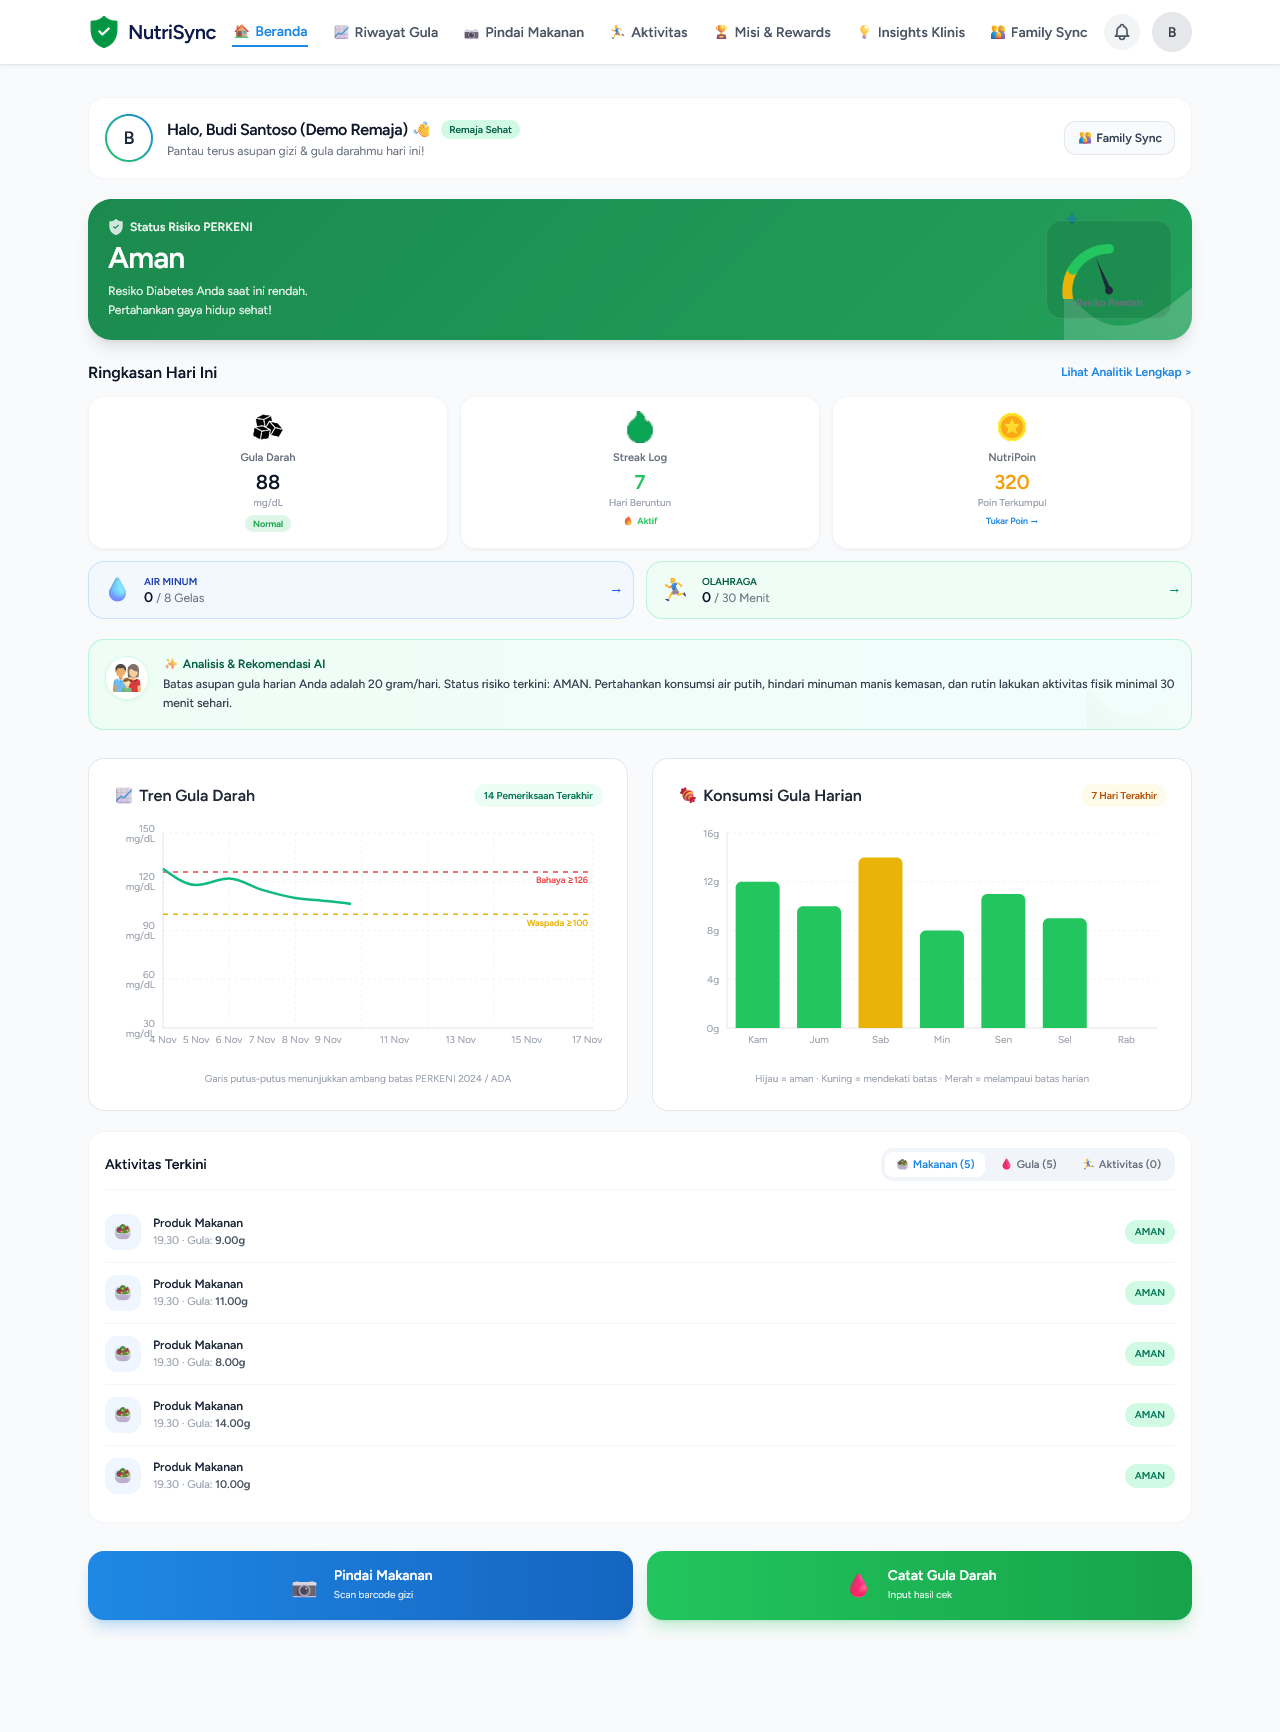 NutriSync
Beranda
Riwayat Gula
Pindai Makanan
Aktivitas
Misi & Rewards
Insights Klinis
Family Sync
B
B
Halo, Budi Santoso (Demo Remaja)
Remaja Sehat
Pantau terus asupan gizi & gula darahmu hari ini!
Family Sync
Status Risiko PERKENI
Aman
Resiko Diabetes Anda saat ini rendah.
Pertahankan gaya hidup sehat!
Resiko Rendah
Ringkasan Hari Ini
Lihat Analitik Lengkap >
Gula Darah
88
mg/dL
Normal
Streak Log
7
Hari Beruntun
Aktif
NutriPoin
320
Poin Terkumpul
Tukar Poin →
AIR MINUM
0 / 8 Gelas
→
OLAHRAGA
0 / 30 Menit
→
Analisis & Rekomendasi AI
Batas asupan gula harian Anda adalah 20 gram/hari. Status risiko terkini: AMAN. Pertahankan konsumsi air putih, hindari minuman manis kemasan, dan rutin lakukan aktivitas fisik minimal 30
menit sehari.
Tren Gula Darah
14 Pemeriksaan Terakhir
150
mg/dL
120
mg/dL
90
mg/dL
60
mg/dL
30
mg/dL
Bahaya ≥126
Waspada ≥100
4 Nov 5 Nov 6 Nov 7 Nov 8 Nov 9 Nov 11 Nov 13 Nov 15 Nov 17 Nov
Garis putus-putus menunjukkan ambang batas PERKENI 2024 / ADA
Konsumsi Gula Harian
7 Hari Terakhir
16g
12g
8g
4g
0g
Kam Jum Sab Min Sen Sel Rab
Hijau = aman · Kuning = mendekati batas · Merah = melampaui batas harian
Aktivitas Terkini
Makanan (5)
Gula (5)
Aktivitas (0)
Produk Makanan
19.30 · Gula: 9.00g
AMAN
Produk Makanan
19.30 · Gula: 11.00g
AMAN
Produk Makanan
19.30 · Gula: 8.00g
AMAN
Produk Makanan
19.30 · Gula: 14.00g
AMAN
Produk Makanan
19.30 · Gula: 10.00g
AMAN
Pindai Makanan
Scan barcode gizi
Catat Gula Darah
Input hasil cek